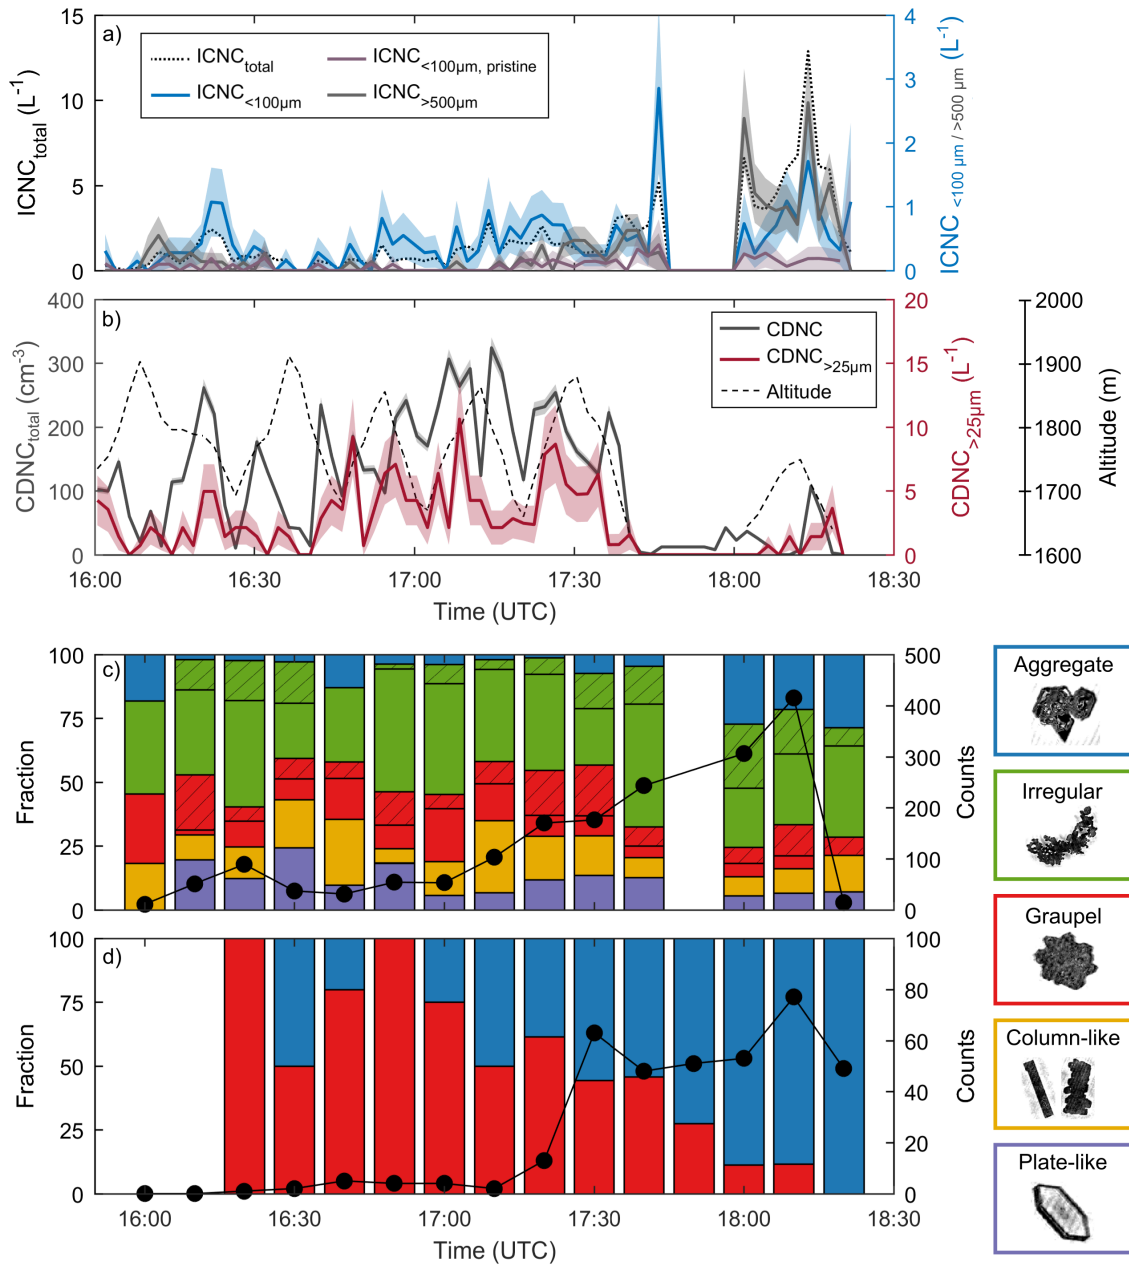 a)
ICNC_total
ICNC_<100μm
ICNC_<100μm, pristine
ICNC_>500μm
15
10
5
0
ICNC_total (L⁻¹)
4
3
2
1
0
ICNC <100 μm / >500 μm (L⁻¹)
b)
CDNC
CDNC_>25μm
Altitude
400
300
200
100
0
CDNC_total (cm⁻³)
20
15
10
5
0
CDNC_>25μm (L⁻¹)
2000
1900
1800
1700
1600
Altitude (m)
16:00 16:30 17:00 17:30 18:00 18:30
Time (UTC)
c)
100
75
50
25
0
Fraction
500
400
300
200
100
0
Counts
d)
100
75
50
25
0
Fraction
100
80
60
40
20
0
Counts
16:00 16:30 17:00 17:30 18:00 18:30
Time (UTC)
Aggregate
Irregular
Graupel
Column-like
Plate-like